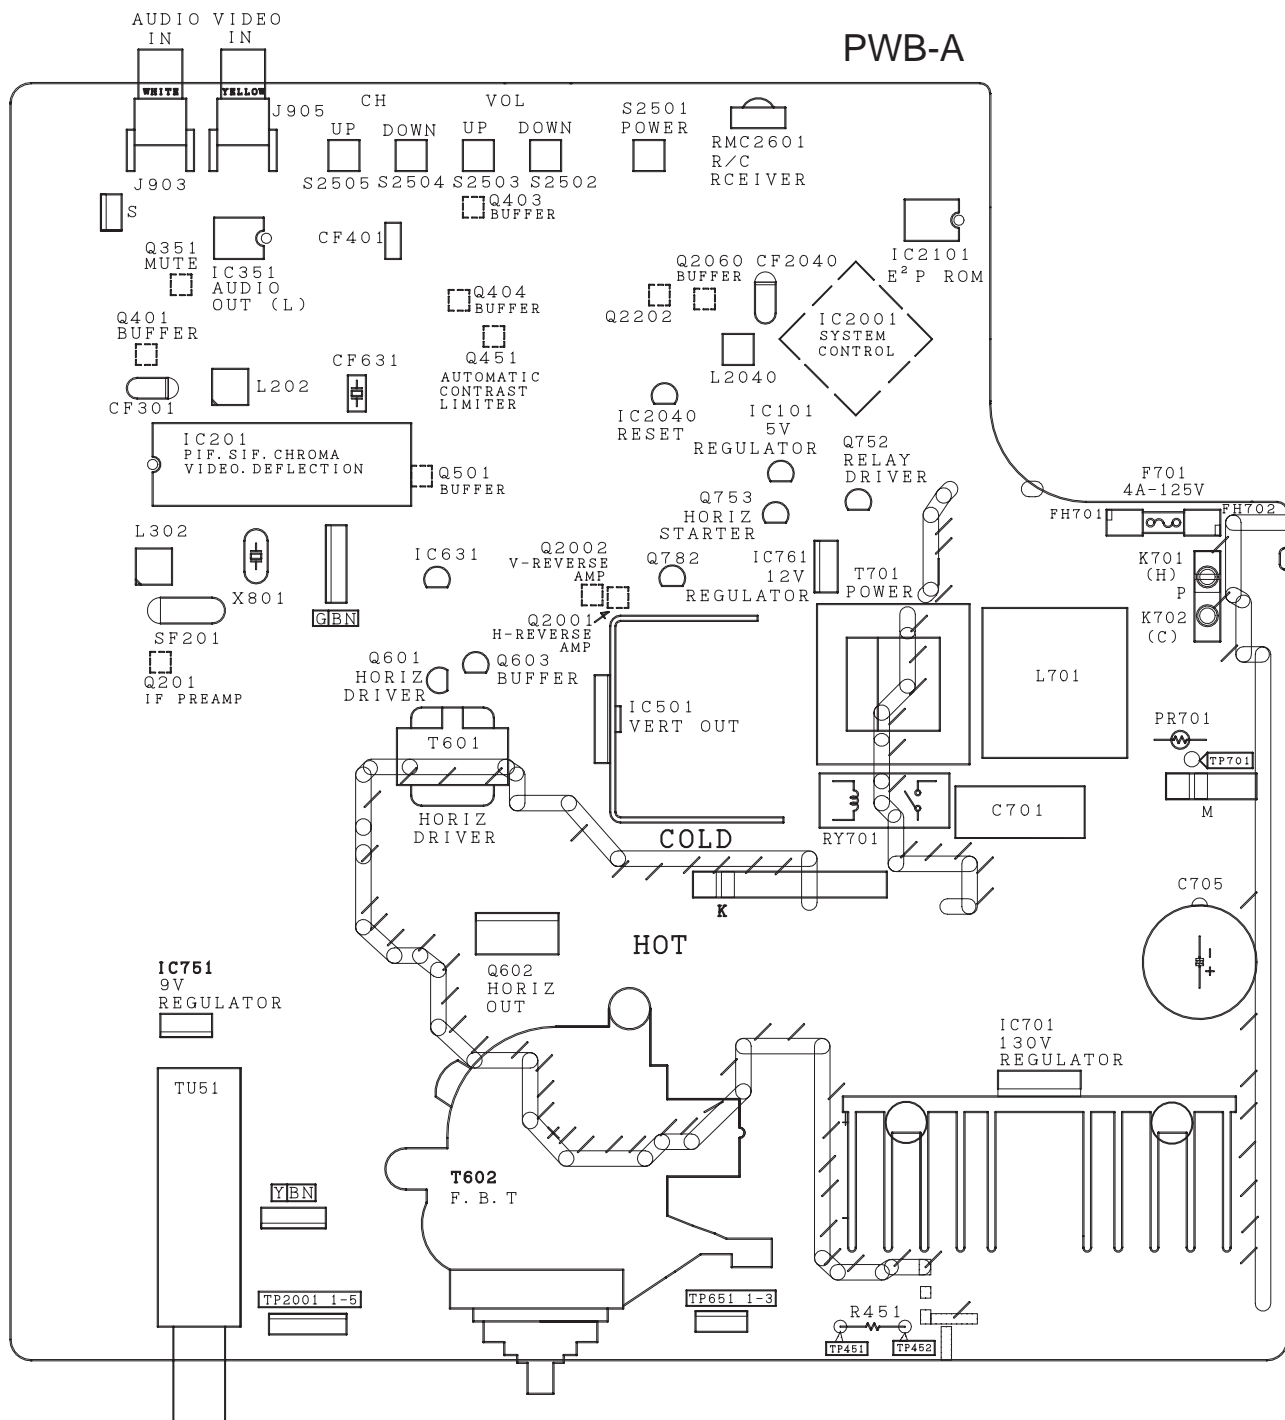 AUDIO VIDEO
IN IN
PWB-A
WHITE YELLOW
J905
CH VOL
S2501
POWER
UP DOWN UP DOWN
RMC2601
R/C
RCEIVER
J903
S2505 S2504 S2503 S2502
S
Q403
BUFFER
CF401
Q351
MUTE
IC351
AUDIO
OUT (L)
Q2060
BUFFER
CF2040
IC2101
E²P ROM
Q404
BUFFER
Q2202
IC2001
SYSTEM
CONTROL
Q401
BUFFER
Q451
AUTOMATIC
CONTRAST
LIMITER
CF631
L202
L2040
CF301
IC2040
RESET
IC101
5V
REGULATOR
IC201
PIF. SIF. CHROMA
VIDEO. DEFLECTION
Q501
BUFFER
Q752
RELAY
DRIVER
Q753
HORIZ
STARTER
F701
4A-125V
FH701 FH702
L302
X801
IC631
Q2002
V-REVERSE
AMP
Q782
IC761
12V
REGULATOR
T701
POWER
K701
(H)
P
K702
(C)
GBN
SF201
Q2001
H-REVERSE
AMP
Q201
IF PREAMP
Q601
HORIZ
DRIVER
Q603
BUFFER
IC501
VERT OUT
L701
PR701
TP701
T601
HORIZ
DRIVER
RY701
C701
M
COLD
K
C705
HOT
- +
IC751
9V
REGULATOR
Q602
HORIZ
OUT
IC701
130V
REGULATOR
TU51
+
-
T602
F. B. T
YBN
TP2001 1-5
TP651 1-3
R451
TP451 TP452